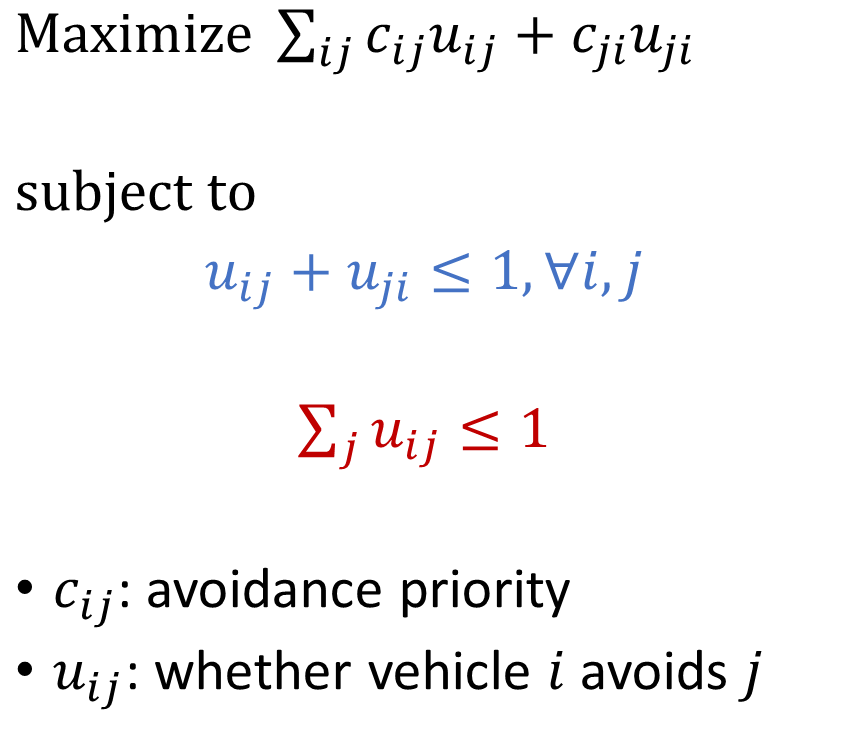 Maximize ∑ᵢⱼ cᵢⱼuᵢⱼ + cⱼᵢuⱼᵢ
subject to
uᵢⱼ + uⱼᵢ ≤ 1, ∀i, j
∑ⱼ uᵢⱼ ≤ 1
• cᵢⱼ: avoidance priority
• uᵢⱼ: whether vehicle i avoids j